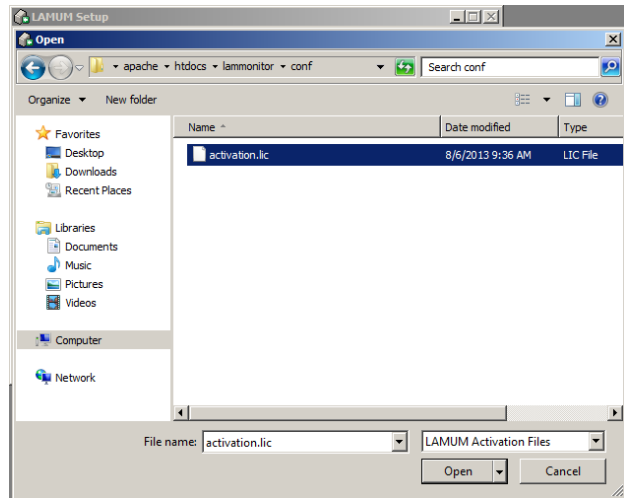 LAMUM Setup
Open
apache htdocs lammonitor conf
Search conf
Organize New folder
Name Date modified Type
Favorites
Desktop
Downloads
Recent Places
Libraries
Documents
Music
Pictures
Videos
Computer
Network
activation.lic 8/6/2013 9:36 AM LIC File
File name: activation.lic LAMUM Activation Files
Open Cancel